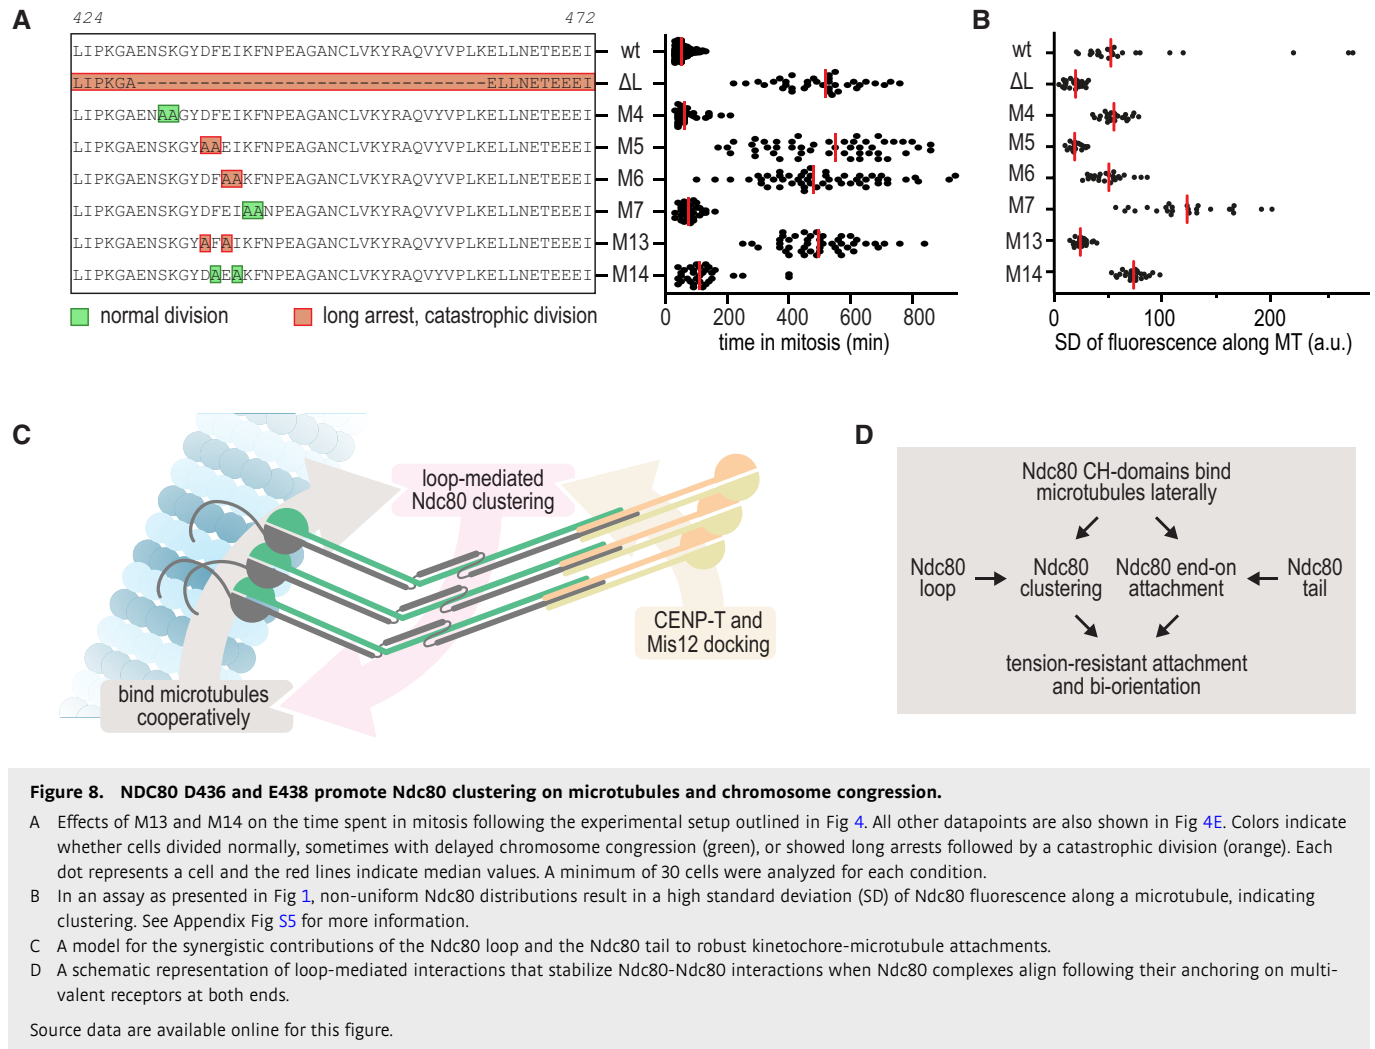 A
424 472
LIPKGAENSKGYDFEIKFNPEAGANCLVKYRAQVYVPLKELLNETEEEI wt
LIPKGA---------------------------------ELLNETEEEI ΔL
LIPKGAENAAGYDFEIKFNPEAGANCLVKYRAQVYVPLKELLNETEEEI M4
LIPKGAENSKGYAAEIKFNPEAGANCLVKYRAQVYVPLKELLNETEEEI M5
LIPKGAENSKGYDFAAKFNPEAGANCLVKYRAQVYVPLKELLNETEEEI M6
LIPKGAENSKGYDFEIAANPEAGANCLVKYRAQVYVPLKELLNETEEEI M7
LIPKGAENSKGYAFAIKFNPEAGANCLVKYRAQVYVPLKELLNETEEEI M13
LIPKGAENSKGYDAEAKFNPEAGANCLVKYRAQVYVPLKELLNETEEEI M14
normal division long arrest, catastrophic division
0 200 400 600 800
time in mitosis (min)
B
wt
ΔL
M4
M5
M6
M7
M13
M14
0 100 200
SD of fluorescence along MT (a.u.)
C
loop-mediated
Ndc80 clustering
CENP-T and
Mis12 docking
bind microtubules
cooperatively
D
Ndc80 CH-domains bind
microtubules laterally
Ndc80
loop
Ndc80
clustering
Ndc80 end-on
attachment
Ndc80
tail
tension-resistant attachment
and bi-orientation
Figure 8. NDC80 D436 and E438 promote Ndc80 clustering on microtubules and chromosome congression.
A Effects of M13 and M14 on the time spent in mitosis following the experimental setup outlined in Fig 4. All other datapoints are also shown in Fig 4E. Colors indicate
whether cells divided normally, sometimes with delayed chromosome congression (green), or showed long arrests followed by a catastrophic division (orange). Each
dot represents a cell and the red lines indicate median values. A minimum of 30 cells were analyzed for each condition.
B In an assay as presented in Fig 1, non-uniform Ndc80 distributions result in a high standard deviation (SD) of Ndc80 fluorescence along a microtubule, indicating
clustering. See Appendix Fig S5 for more information.
C A model for the synergistic contributions of the Ndc80 loop and the Ndc80 tail to robust kinetochore-microtubule attachments.
D A schematic representation of loop-mediated interactions that stabilize Ndc80-Ndc80 interactions when Ndc80 complexes align following their anchoring on multi-
valent receptors at both ends.
Source data are available online for this figure.